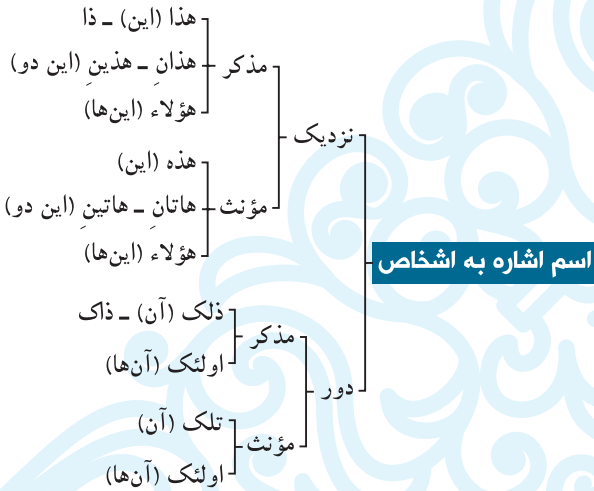 اسم اشاره به اشخاص
نزدیک
مذکر
هذا (این) ـ ذا
هذانِ ـ هذینِ (این دو)
هؤلاء (این‌ها)
مؤنث
هذه (این)
هاتانِ ـ هاتینِ (این دو)
هؤلاء (این‌ها)
دور
مذکر
ذلک (آن) ـ ذاک
اولئک (آن‌ها)
مؤنث
تلک (آن)
اولئک (آن‌ها)